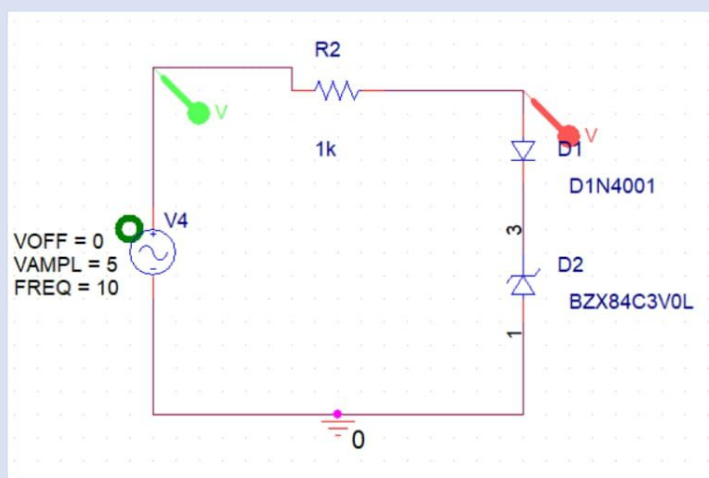 R2
V
V
1k
D1
D1N4001
V4
VOFF = 0
VAMPL = 5
FREQ = 10
3
D2
BZX84C3V0L
1
0